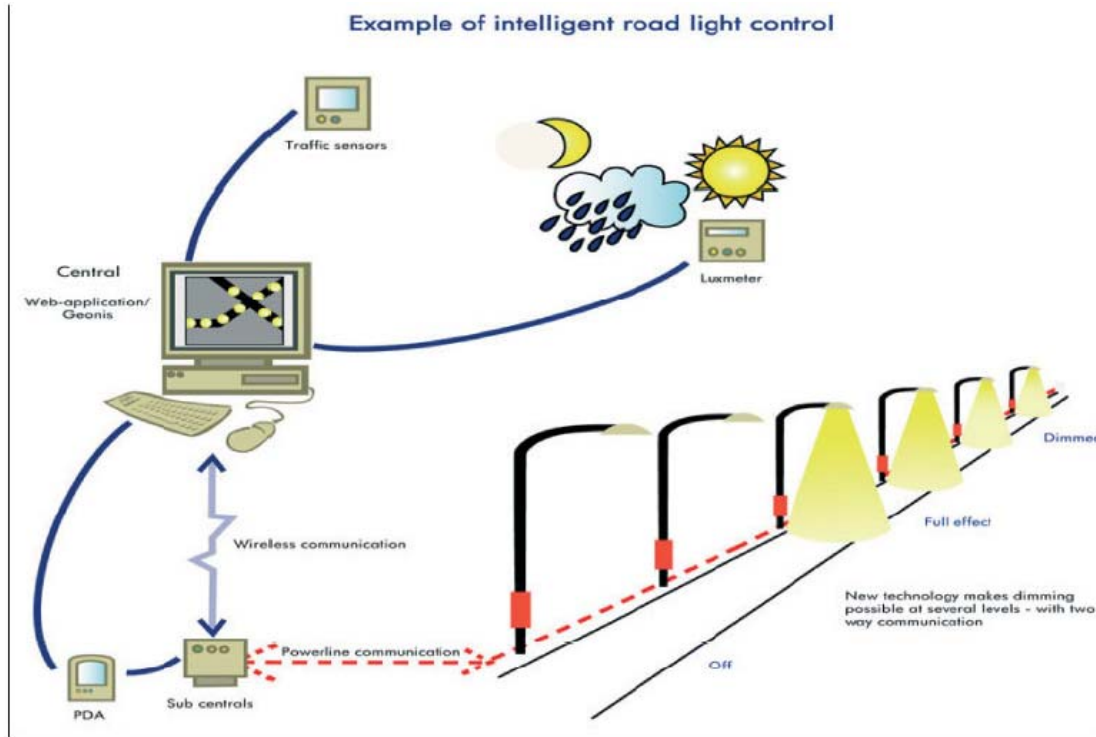 Example of intelligent road light control
Traffic sensors
Luxmeter
Central
Web-application/
Geonis
Dimmed
Wireless communication
Full effect
New technology makes dimming
possible at several levels - with two
way communication
Powerline communication
Off
Sub centrals
PDA